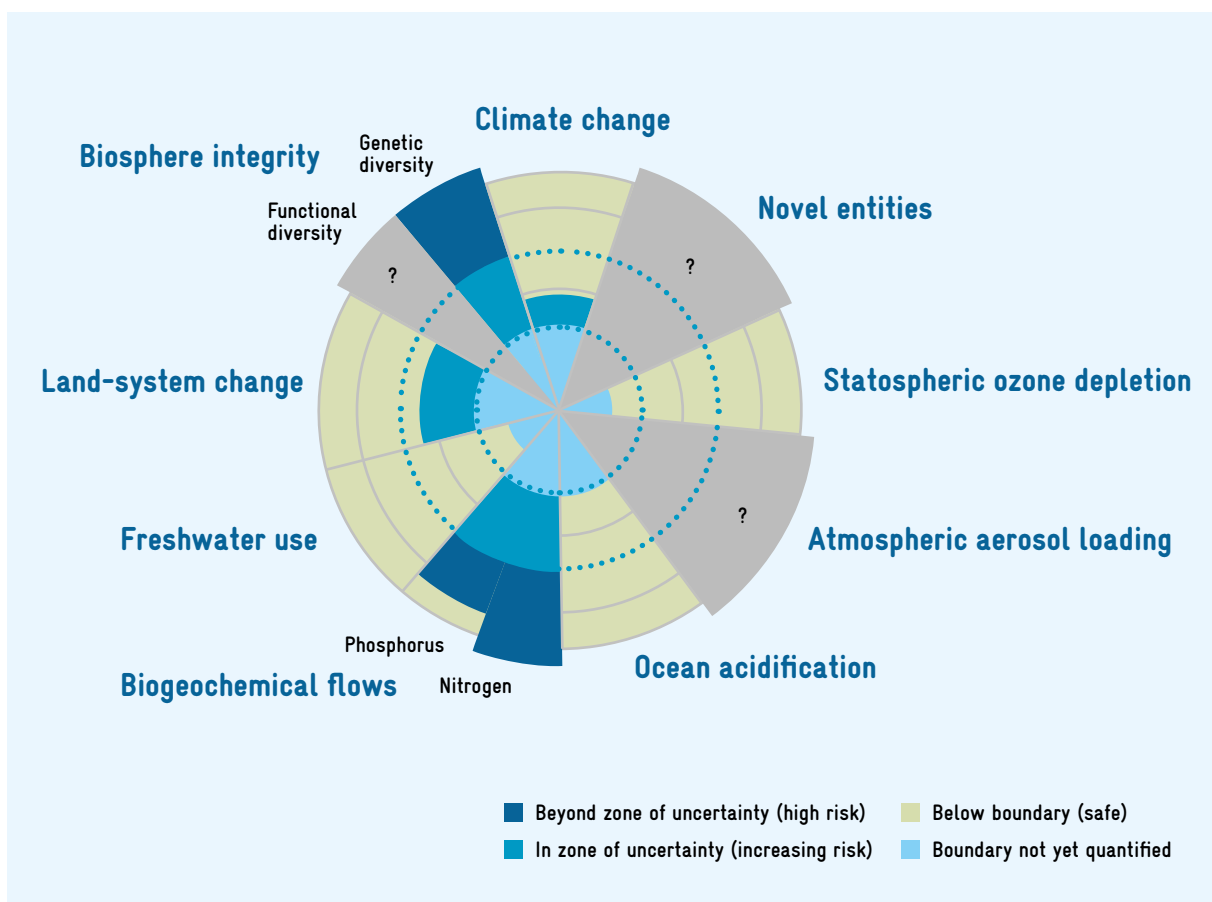 Climate change
Biosphere integrity
Genetic
diversity
Functional
diversity
Novel entities
?
?
Land-system change
Statospheric ozone depletion
?
Freshwater use
Atmospheric aerosol loading
Phosphorus
Nitrogen
Biogeochemical flows
Ocean acidification
Beyond zone of uncertainty (high risk)
In zone of uncertainty (increasing risk)
Below boundary (safe)
Boundary not yet quantified